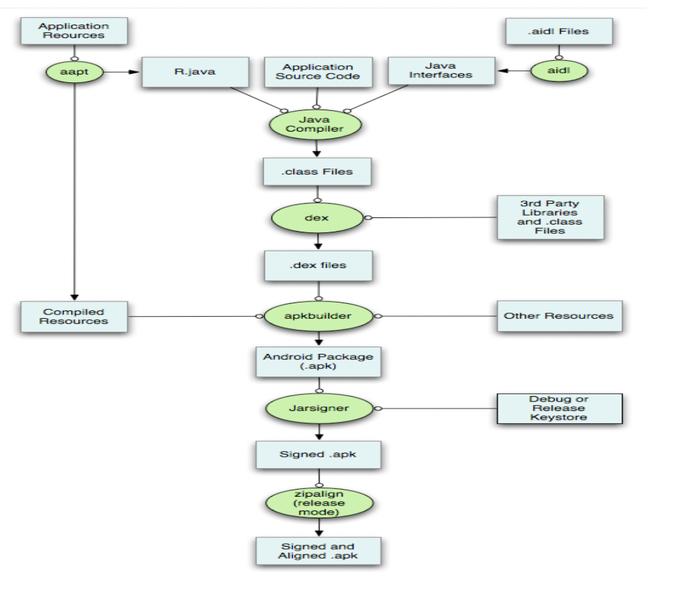 Application
Reources
.aidl Files
aapt
R.java
Application
Source Code
Java
Interfaces
aidl
Java
Compiler
.class Files
dex
3rd Party
Libraries
and .class
Files
.dex files
Compiled
Resources
apkbuilder
Other Resources
Android Package
(.apk)
Jarsigner
Debug or
Release
Keystore
Signed .apk
zipalign
(release
mode)
Signed and
Aligned .apk